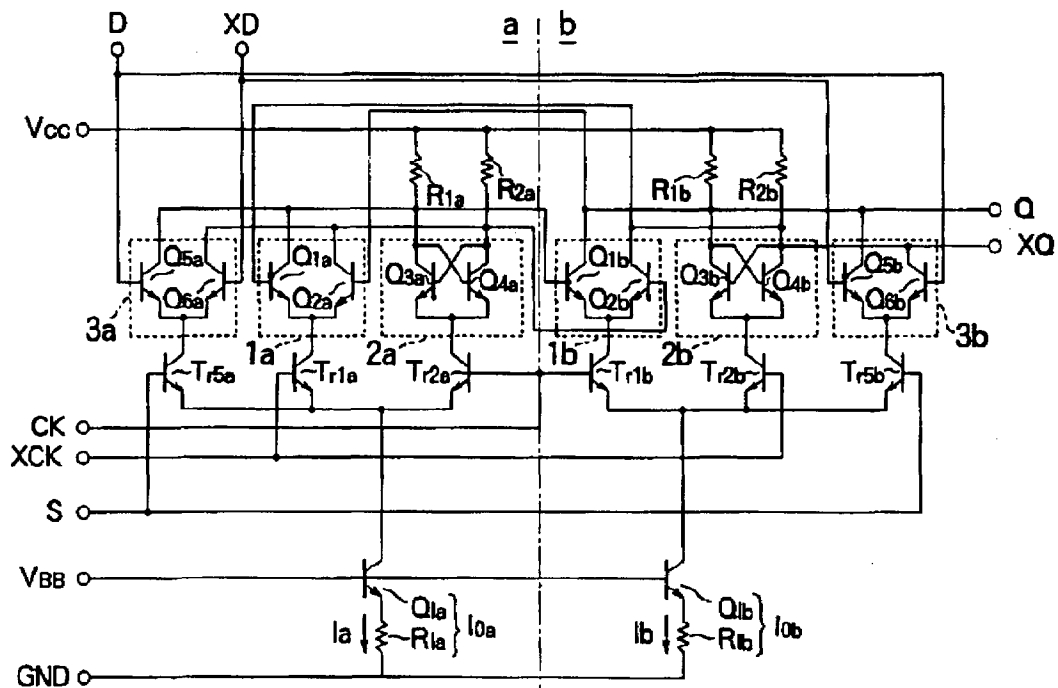 D XD a b
Vcc
R1a R2a R1b R2b
Q
XQ
Q5a Q1a Q3a Q4a Q1b Q3b Q4b Q5b
Q6a Q2a Q2b Q6b
3a 1a 2a 1b 2b 3b
Tr5a Tr1a Tr2a Tr1b Tr2b Tr5b
CK
XCK
S
VBB
QIa QIb
Ia RIa } I0a Ib RIb } I0b
GND